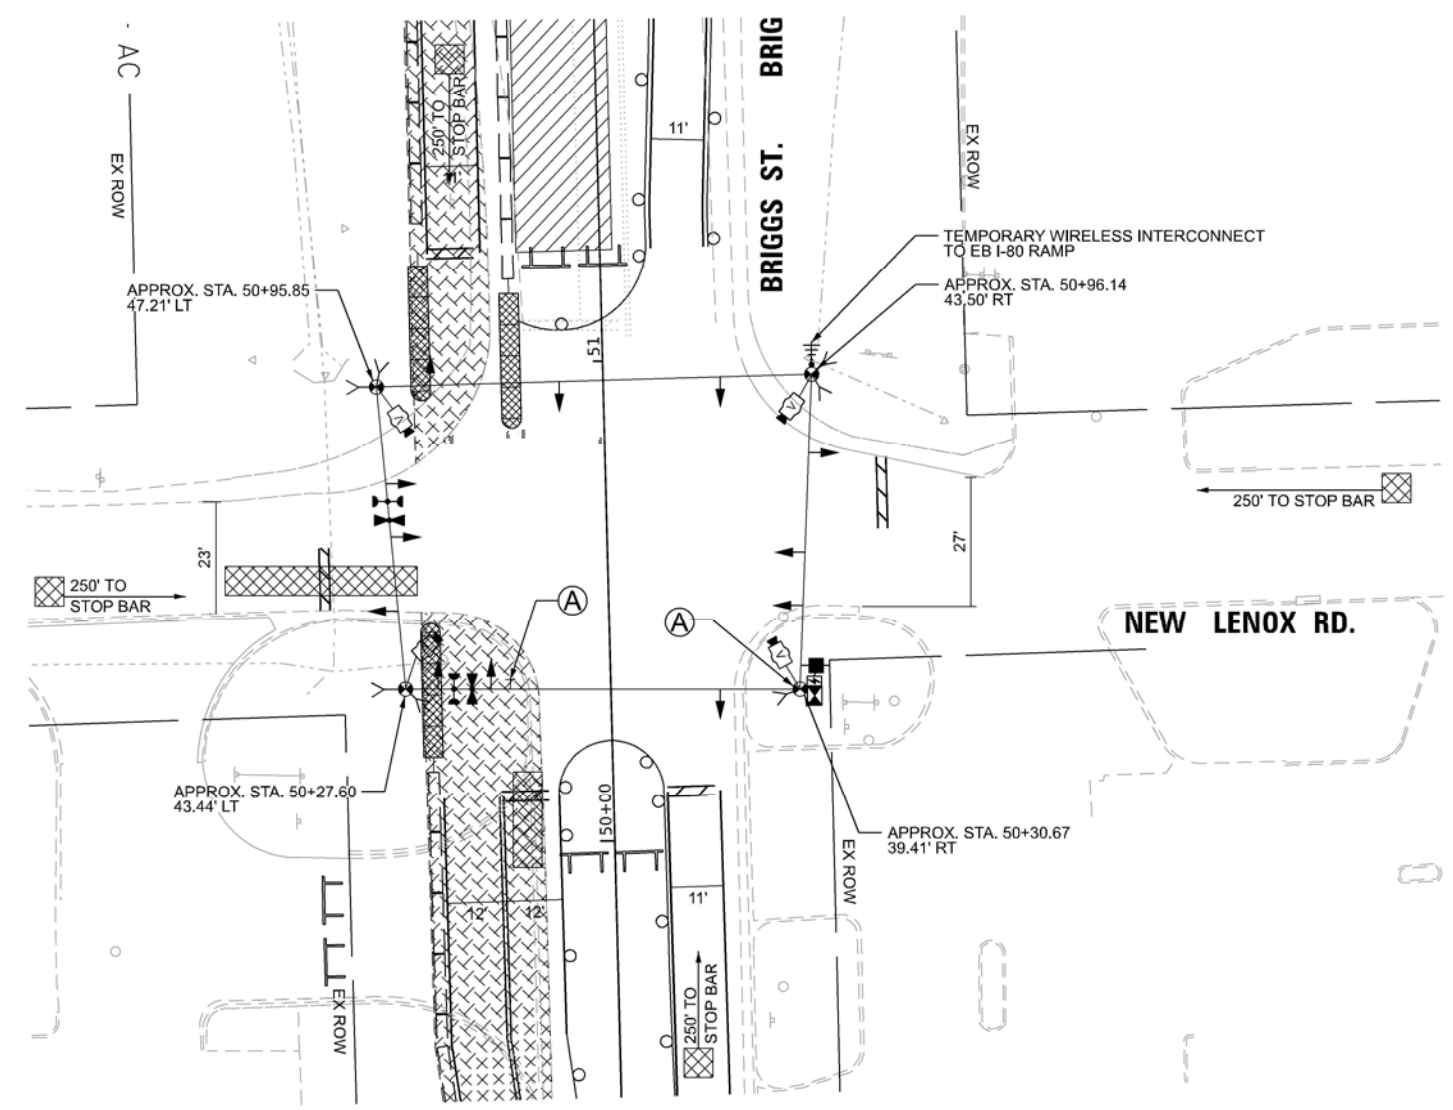 - AC
EX ROW
250' TO
STOP BAR
11'
BRIGGS ST.
BRIG
EX ROW
TEMPORARY WIRELESS INTERCONNECT
TO EB I-80 RAMP
APPROX. STA. 50+96.14
43.50' RT
APPROX. STA. 50+95.85
47.21' LT
51
250' TO STOP BAR
23'
27'
250' TO
STOP BAR
A
A
NEW LENOX RD.
APPROX. STA. 50+27.60
43.44' LT
50+00
APPROX. STA. 50+30.67
39.41' RT
EX ROW
12'
12'
11'
250' TO
STOP BAR
EX ROW